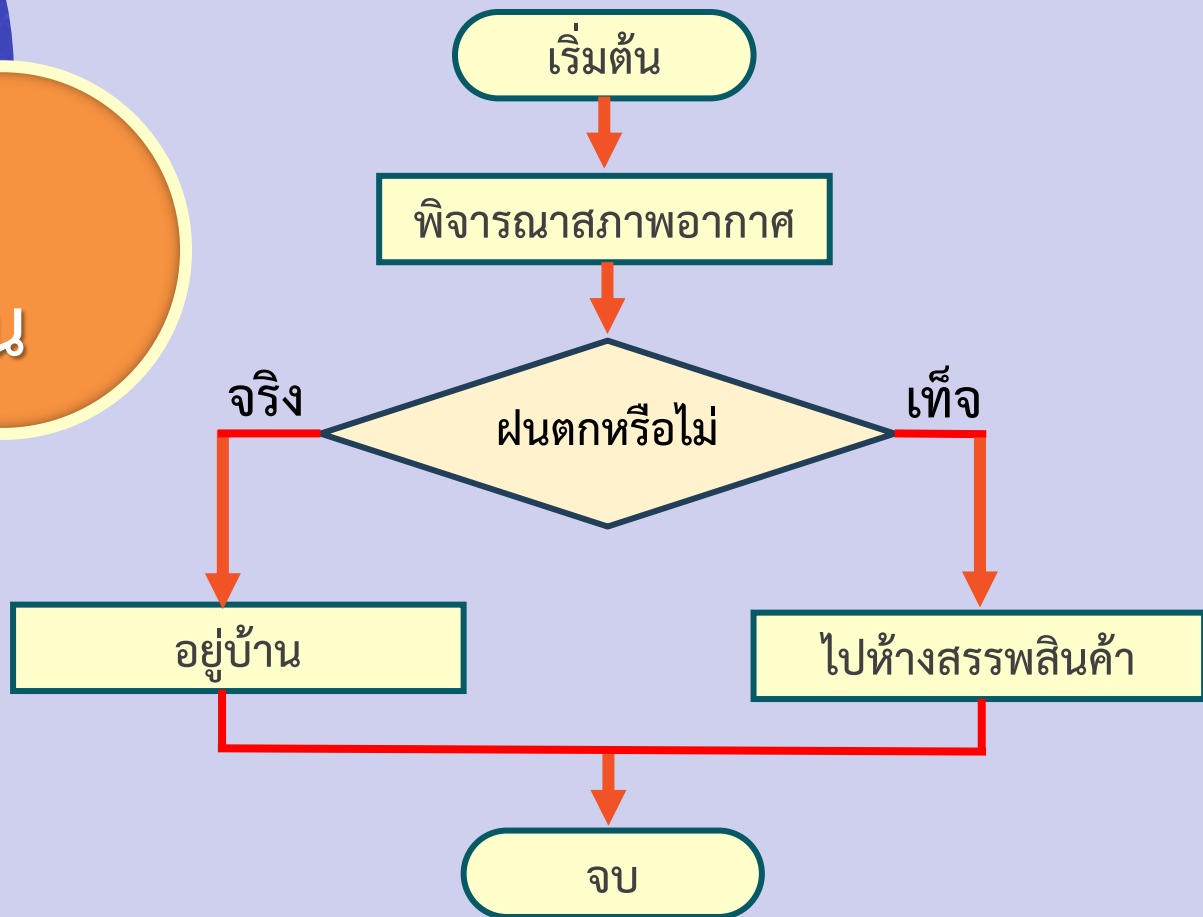 เริ่มต้น
พิจารณาสภาพอากาศ
จริง
ฝนตกหรือไม่
เท็จ
อยู่บ้าน
ไปห้างสรรพสินค้า
จบ